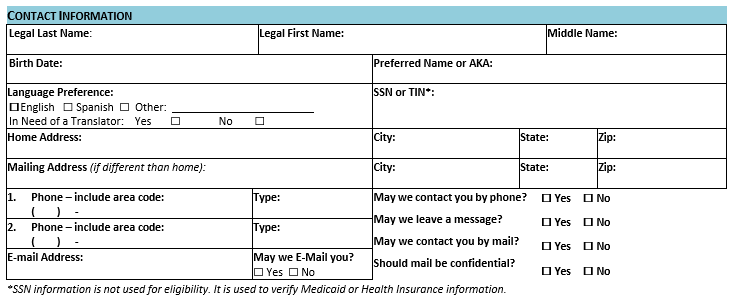 CONTACT INFORMATION
Legal Last Name: Legal First Name: Middle Name:
Birth Date: Preferred Name or AKA:
Language Preference: SSN or TIN*:
☐ English ☐ Spanish ☐ Other: ____________________
In Need of a Translator: Yes ☐ No ☐
Home Address: City: State: Zip:
Mailing Address (if different than home): City: State: Zip:
1. Phone – include area code: Type: May we contact you by phone? ☐ Yes ☐ No
( ) -
May we leave a message? ☐ Yes ☐ No
2. Phone – include area code: Type:
( ) - May we contact you by mail? ☐ Yes ☐ No
E-mail Address: May we E-Mail you? Should mail be confidential? ☐ Yes ☐ No
☐ Yes ☐ No
*SSN information is not used for eligibility. It is used to verify Medicaid or Health Insurance information.